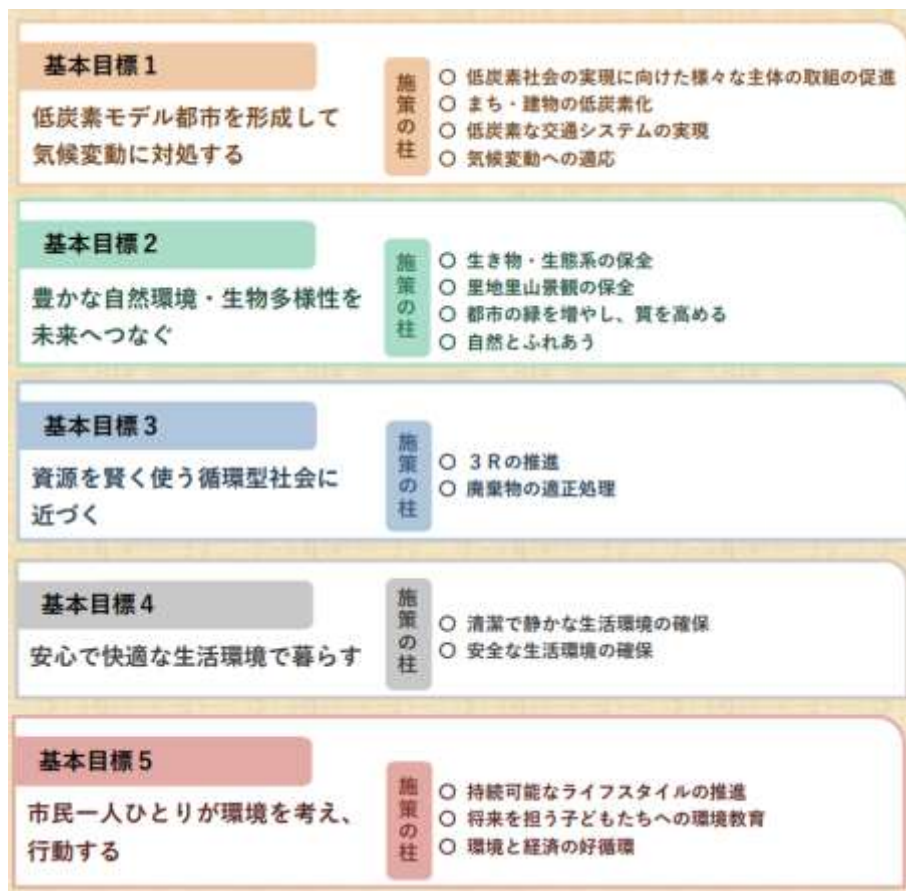 基本目標1
低炭素モデル都市を形成して
気候変動に対処する
施策の柱
○ 低炭素社会の実現に向けた様々な主体の取組の促進
○ まち・建物の低炭素化
○ 低炭素な交通システムの実現
○ 気候変動への適応
基本目標2
豊かな自然環境・生物多様性を
未来へつなぐ
施策の柱
○ 生き物・生態系の保全
○ 里地里山景観の保全
○ 都市の緑を増やし、質を高める
○ 自然とふれあう
基本目標3
資源を賢く使う循環型社会に
近づく
施策の柱
○ 3Rの推進
○ 廃棄物の適正処理
基本目標4
安心で快適な生活環境で暮らす
施策の柱
○ 清潔で静かな生活環境の確保
○ 安全な生活環境の確保
基本目標5
市民一人ひとりが環境を考え、
行動する
施策の柱
○ 持続可能なライフスタイルの推進
○ 将来を担う子どもたちへの環境教育
○ 環境と経済の好循環